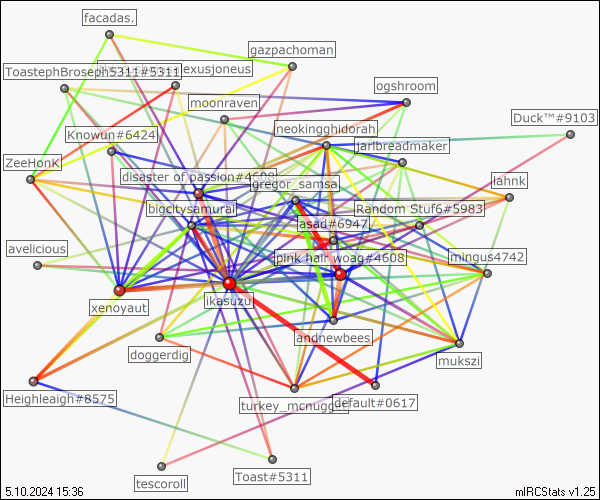 facadas.
gazpachoman
ToastephBroseph5311#5311
exusjoneus
ogshroom
moonraven
Duck™#9103
Knowun#6424
neokingghidorah
jarlbreadmaker
ZeeHonK
disaster of passion#4608
gregor_samsa
lahnk
bigcitysamurai
Random Stuf6#5983
asad#6947
avelicious
pink hair woag#4608
mingus4742
xenoyaut
ikasuzu
andnewbees
doggerdig
mukszi
Heighleaigh#8575
turkey_mcnugge
default#0617
tescoroll
Toast#5311
5.10.2024 15:36
mIRCStats v1.25